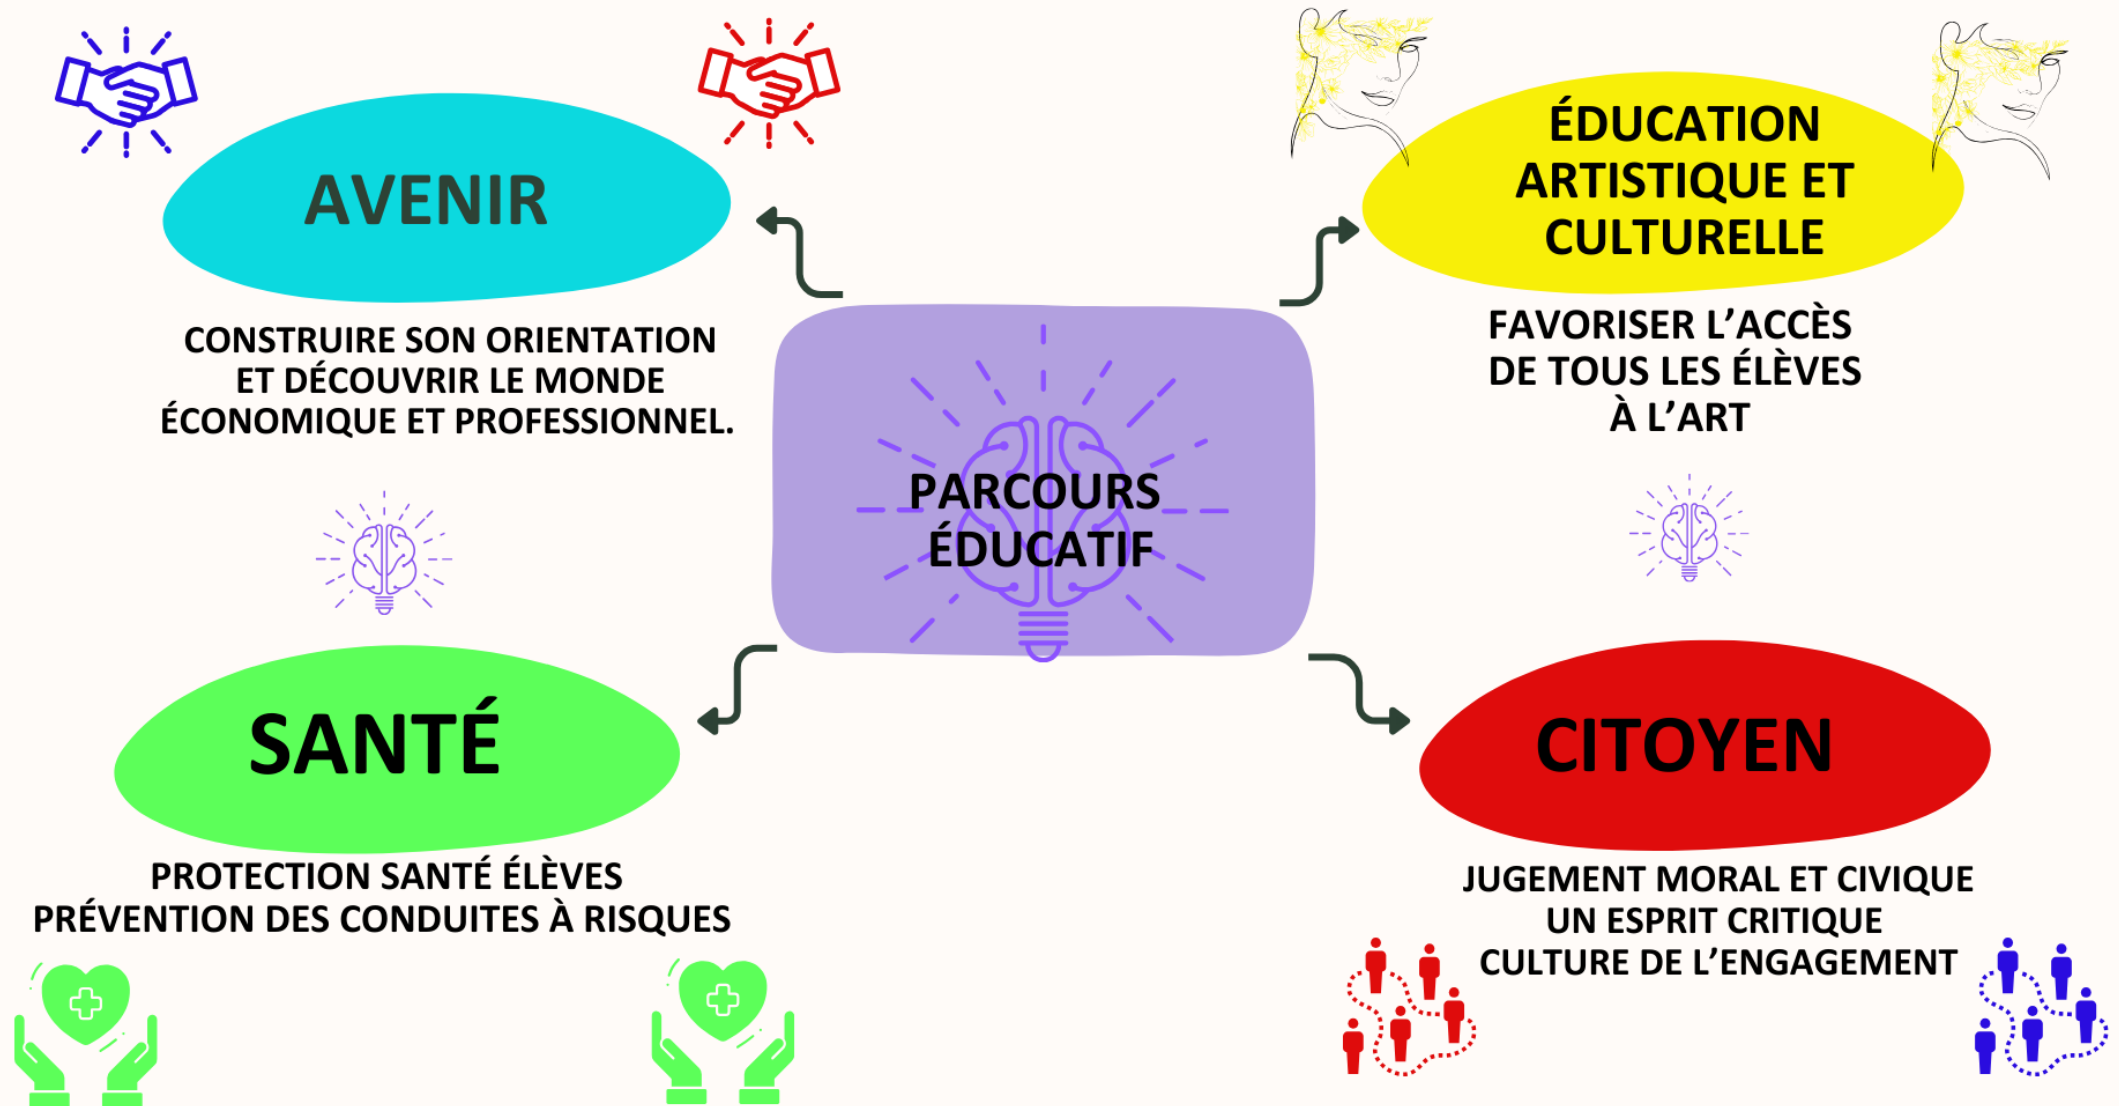 AVENIR
CONSTRUIRE SON ORIENTATION
ET DÉCOUVRIR LE MONDE
ÉCONOMIQUE ET PROFESSIONNEL.
ÉDUCATION
ARTISTIQUE ET
CULTURELLE
FAVORISER L’ACCÈS
DE TOUS LES ÉLÈVES
À L’ART
PARCOURS
ÉDUCATIF
SANTÉ
PROTECTION SANTÉ ÉLÈVES
PRÉVENTION DES CONDUITES À RISQUES
CITOYEN
JUGEMENT MORAL ET CIVIQUE
UN ESPRIT CRITIQUE
CULTURE DE L’ENGAGEMENT